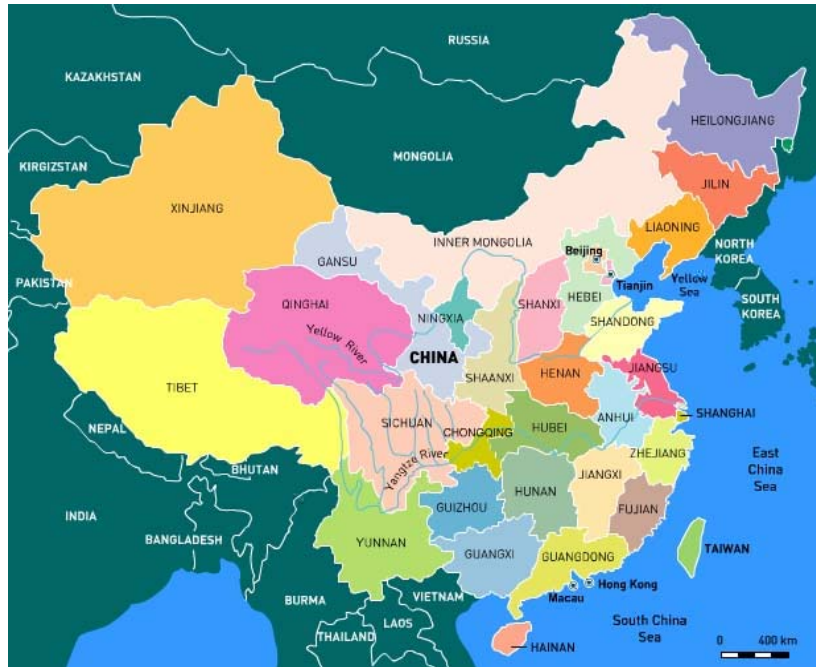 RUSSIA
KAZAKHSTAN
HEILONGJIANG
MONGOLIA
KIRGIZSTAN
JILIN
XINJIANG
LIAONING
INNER MONGOLIA
Beijing
NORTH
KOREA
GANSU
Tianjin
Yellow
Sea
PAKISTAN
QINGHAI
SHANXI
HEBEI
SOUTH
KOREA
NINGXIA
SHANDONG
Yellow River
CHINA
JIANGSU
HENAN
SHAANXI
TIBET
SHANGHAI
ANHUI
SICHUAN
HUBEI
NEPAL
CHONGQING
ZHEJIANG
East
China
Sea
Yangtze River
BHUTAN
JIANGXI
HUNAN
GUIZHOU
FUJIAN
INDIA
BANGLADESH
YUNNAN
GUANGXI
GUANGDONG
TAIWAN
Hong Kong
Macau
BURMA
VIETNAM
LAOS
South China
Sea
THAILAND
HAINAN
0 400 km